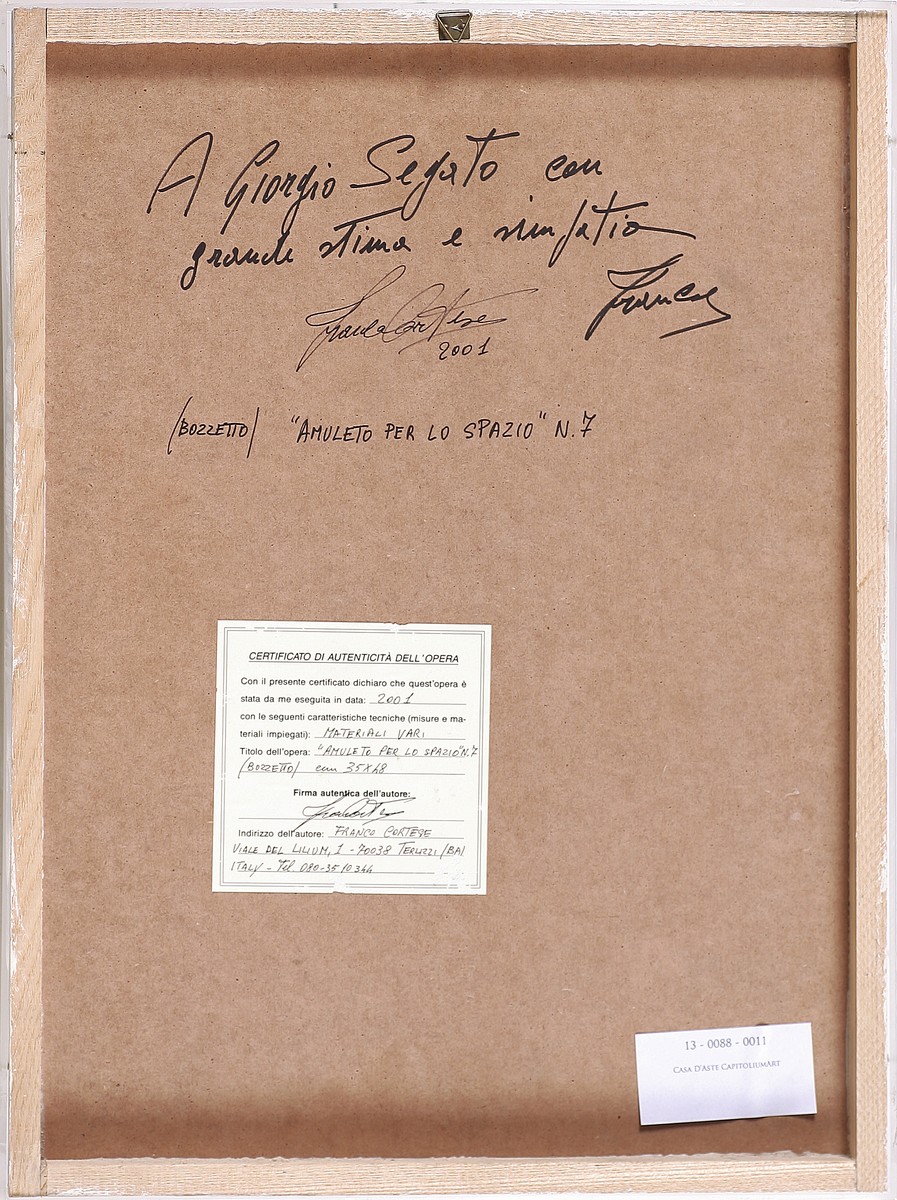 A Giorgio Segato con
grande stima e simpatia
Franco
Franco Cortese
2001
(BOZZETTO) "AMULETO PER LO SPAZIO" N.7
CERTIFICATO DI AUTENTICITÀ DELL'OPERA
Con il presente certificato dichiaro che quest'opera è
stata da me eseguita in data: 2001
con le seguenti caratteristiche tecniche (misure e ma-
teriali impiegati): MATERIALI VARI
Titolo dell'opera: "AMULETO PER LO SPAZIO" N.7
(BOZZETTO) cm 35X48
Firma autentica dell'autore:
Indirizzo dell'autore: FRANCO CORTESE
VIALE DEL LILIUM, 1 - 70038 TERLIZZI (BA)
ITALY - Tel. 080-3510344
13 - 0088 - 0011
CASA D'ASTE CAPITOLIUMART